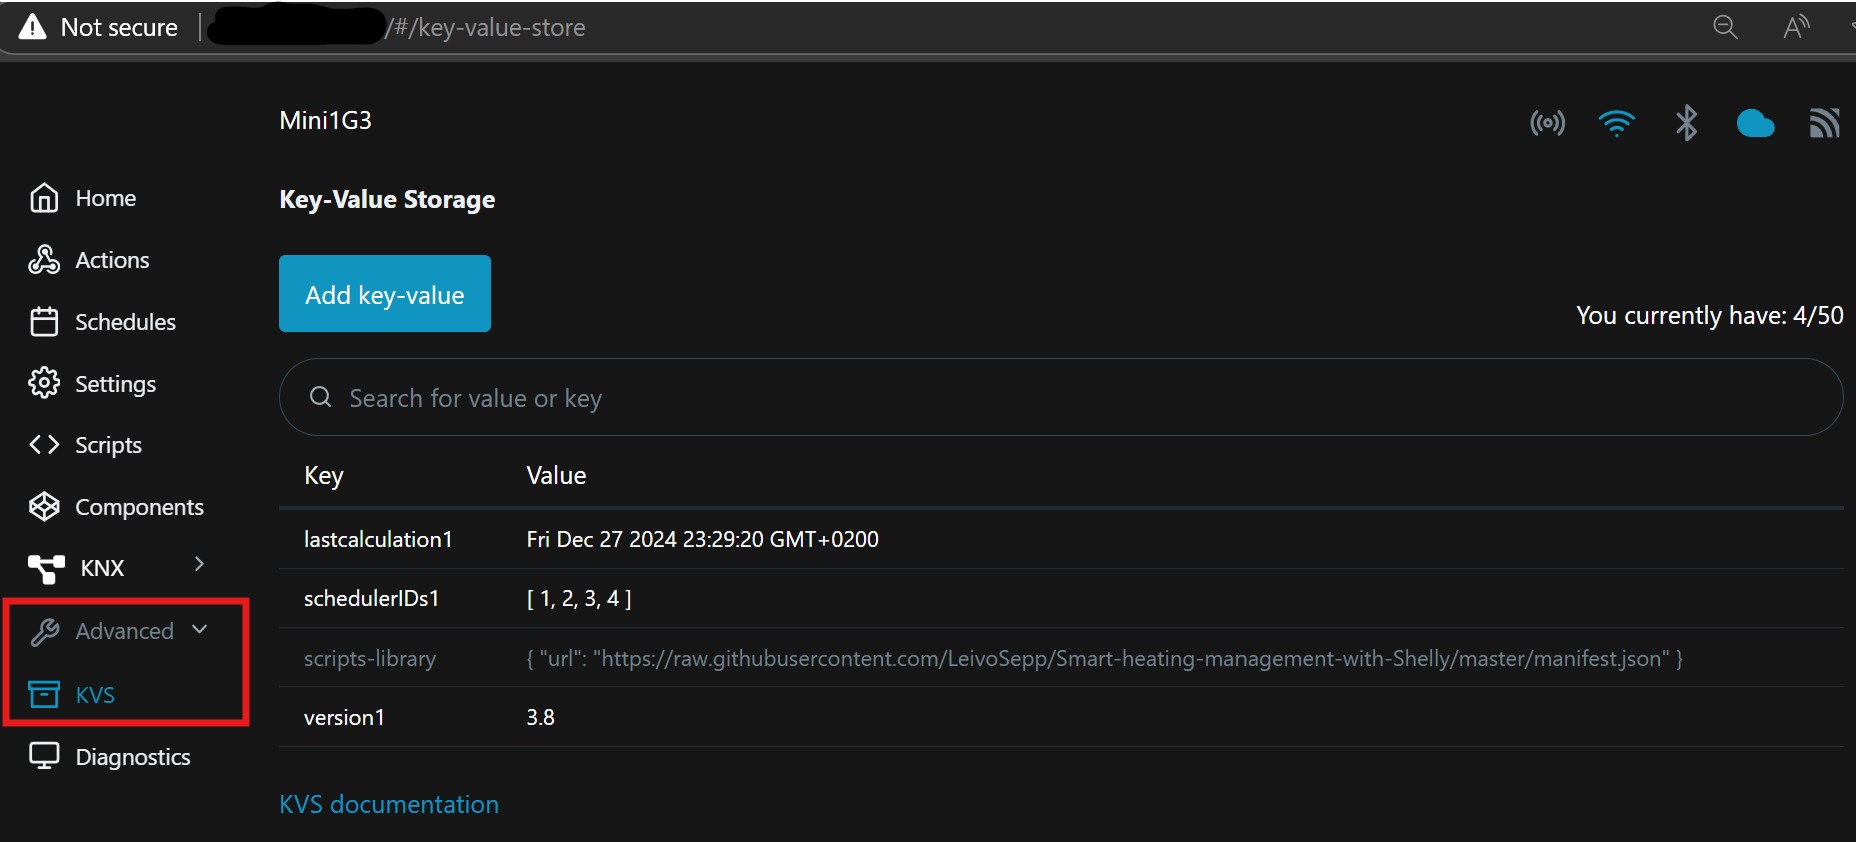 Not secure
/#/key-value-store
Mini1G3
Home
Actions
Schedules
Settings
Scripts
Components
KNX
Advanced
KVS
Diagnostics
Key-Value Storage
Add key-value
You currently have: 4/50
Search for value or key
Key Value
lastcalculation1 Fri Dec 27 2024 23:29:20 GMT+0200
schedulerIDs1 [ 1, 2, 3, 4 ]
scripts-library { "url": "https://raw.githubusercontent.com/LeivoSepp/Smart-heating-management-with-Shelly/master/manifest.json" }
version1 3.8
KVS documentation